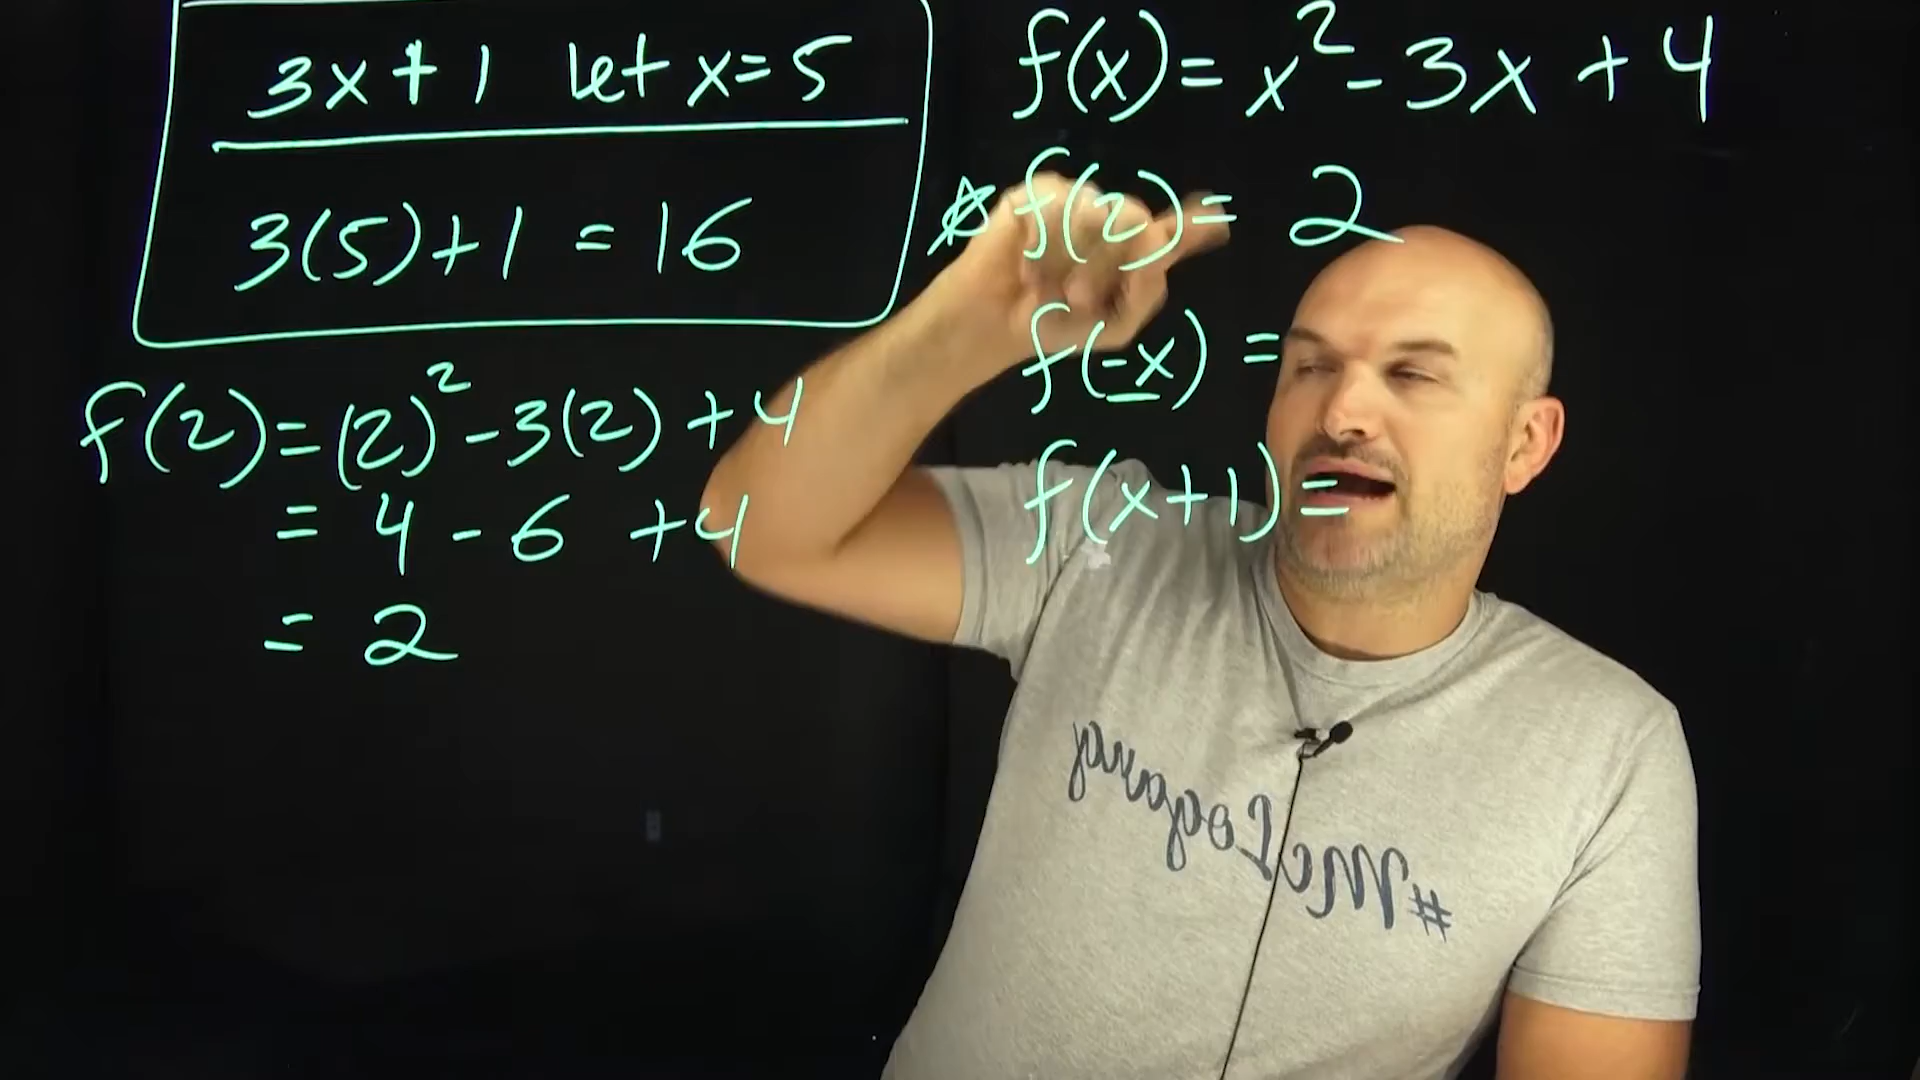 3x+1 let x=5
3(5)+1 = 16
f(2)= (2)² -3(2) +4
= 4 - 6 +4
= 2
f(x)= x² - 3x +4
☆ f(2)= 2
f(-x) =
f(x+1)=
#McLogany